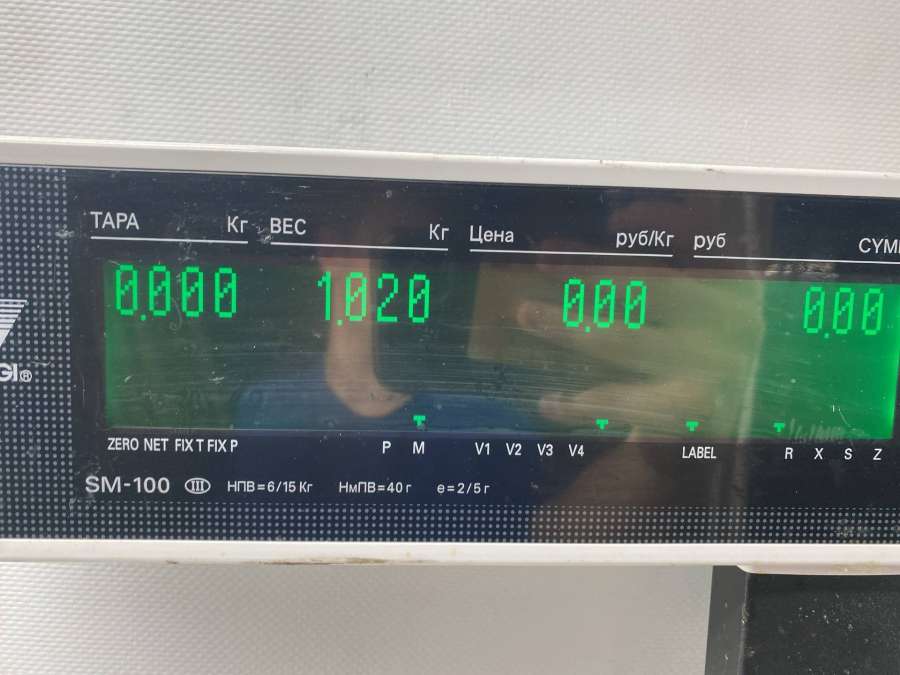 ТАРА Кг ВЕС Кг Цена руб/Кг руб
0.000 1.020 0.00 0.00
ZERO NET FIX T FIX P P M V1 V2 V3 V4 LABEL R X S Z
SM-100 III НПВ=6/15 Кг НмПВ=40 г e=2/5 г